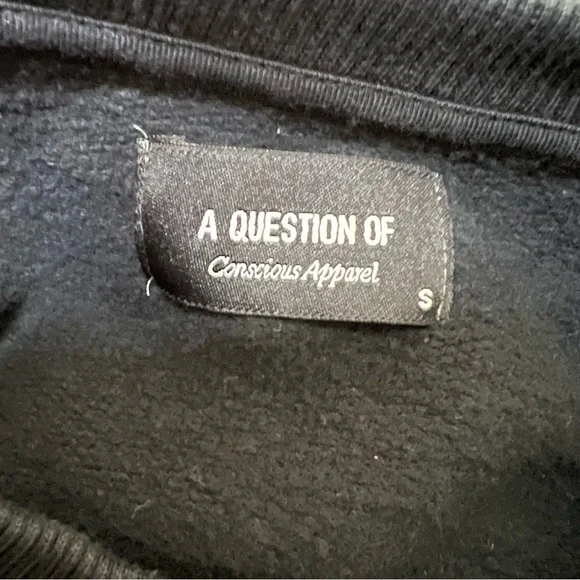 A QUESTION OF
Conscious Apparel
S